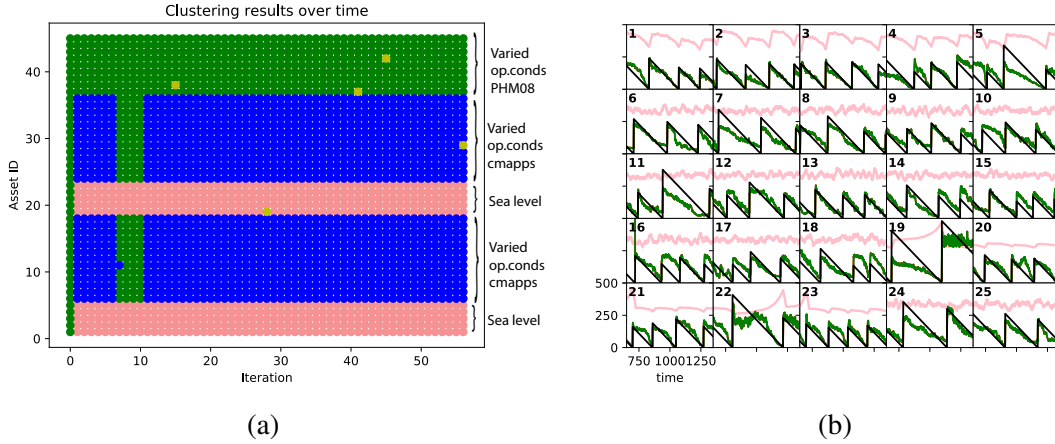 Clustering results over time
Asset ID
40
30
20
10
0
0 10 20 30 40 50
Iteration
Varied
op.conds
PHM08
Varied
op.conds
cmapps
Sea level
Varied
op.conds
cmapps
Sea level
(a)
1 2 3 4 5
6 7 8 9 10
11 12 13 14 15
16 17 18 19 20
500
21 22 23 24 25
250
0
750 1000 1250
time
(b)